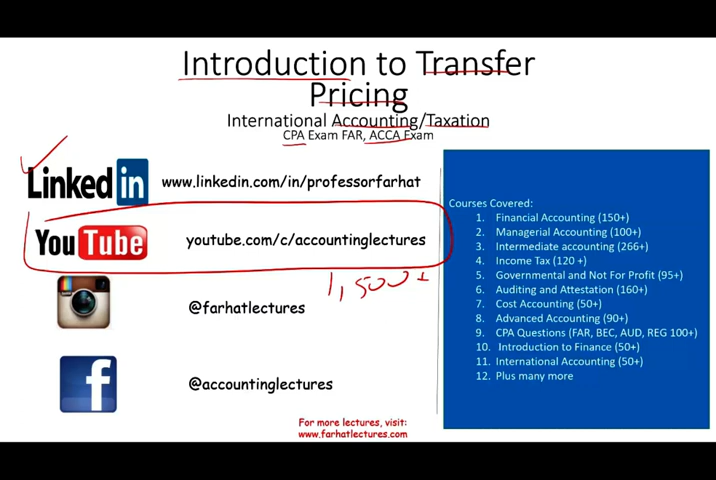 Introduction to Transfer
Pricing
International Accounting/Taxation
CPA Exam FAR, ACCA Exam
Linked in www.linkedin.com/in/professorfarhat
YouTube youtube.com/c/accountinglectures
1,500+
@farhatlectures
f @accountinglectures
For more lectures, visit:
www.farhatlectures.com
Courses Covered:
1. Financial Accounting (150+)
2. Managerial Accounting (100+)
3. Intermediate accounting (266+)
4. Income Tax (120 +)
5. Governmental and Not For Profit (95+)
6. Auditing and Attestation (160+)
7. Cost Accounting (50+)
8. Advanced Accounting (90+)
9. CPA Questions (FAR, BEC, AUD, REG 100+)
10. Introduction to Finance (50+)
11. International Accounting (50+)
12. Plus many more